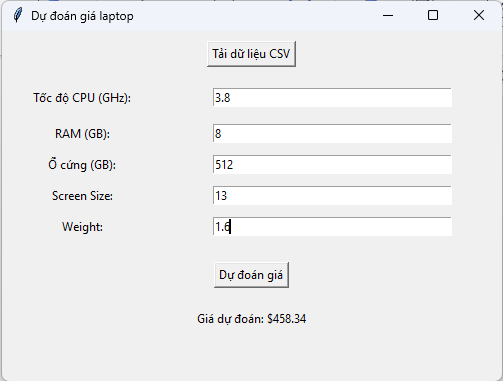 Dự đoán giá laptop
Tải dữ liệu CSV
Tốc độ CPU (GHz): 3.8
RAM (GB): 8
Ổ cứng (GB): 512
Screen Size: 13
Weight: 1.6
Dự đoán giá
Giá dự đoán: $458.34